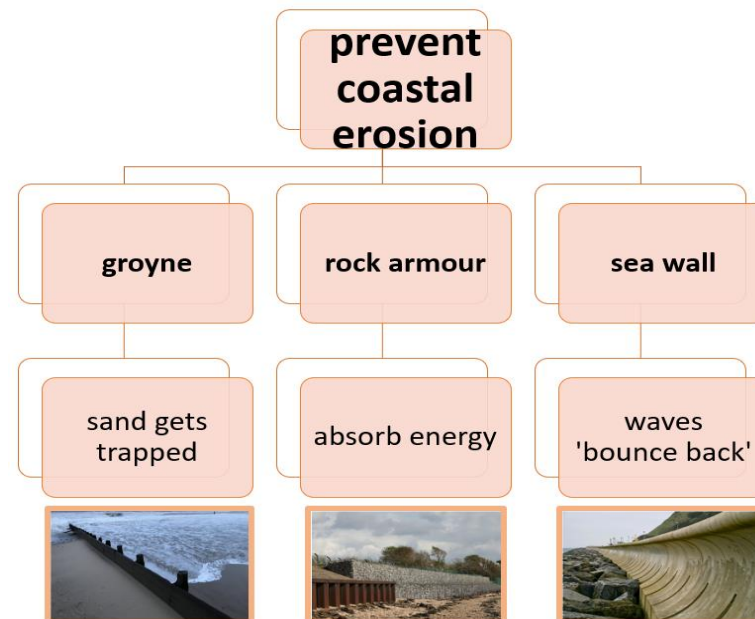 prevent
coastal
erosion
groyne
rock armour
sea wall
sand gets
trapped
absorb energy
waves
'bounce back'